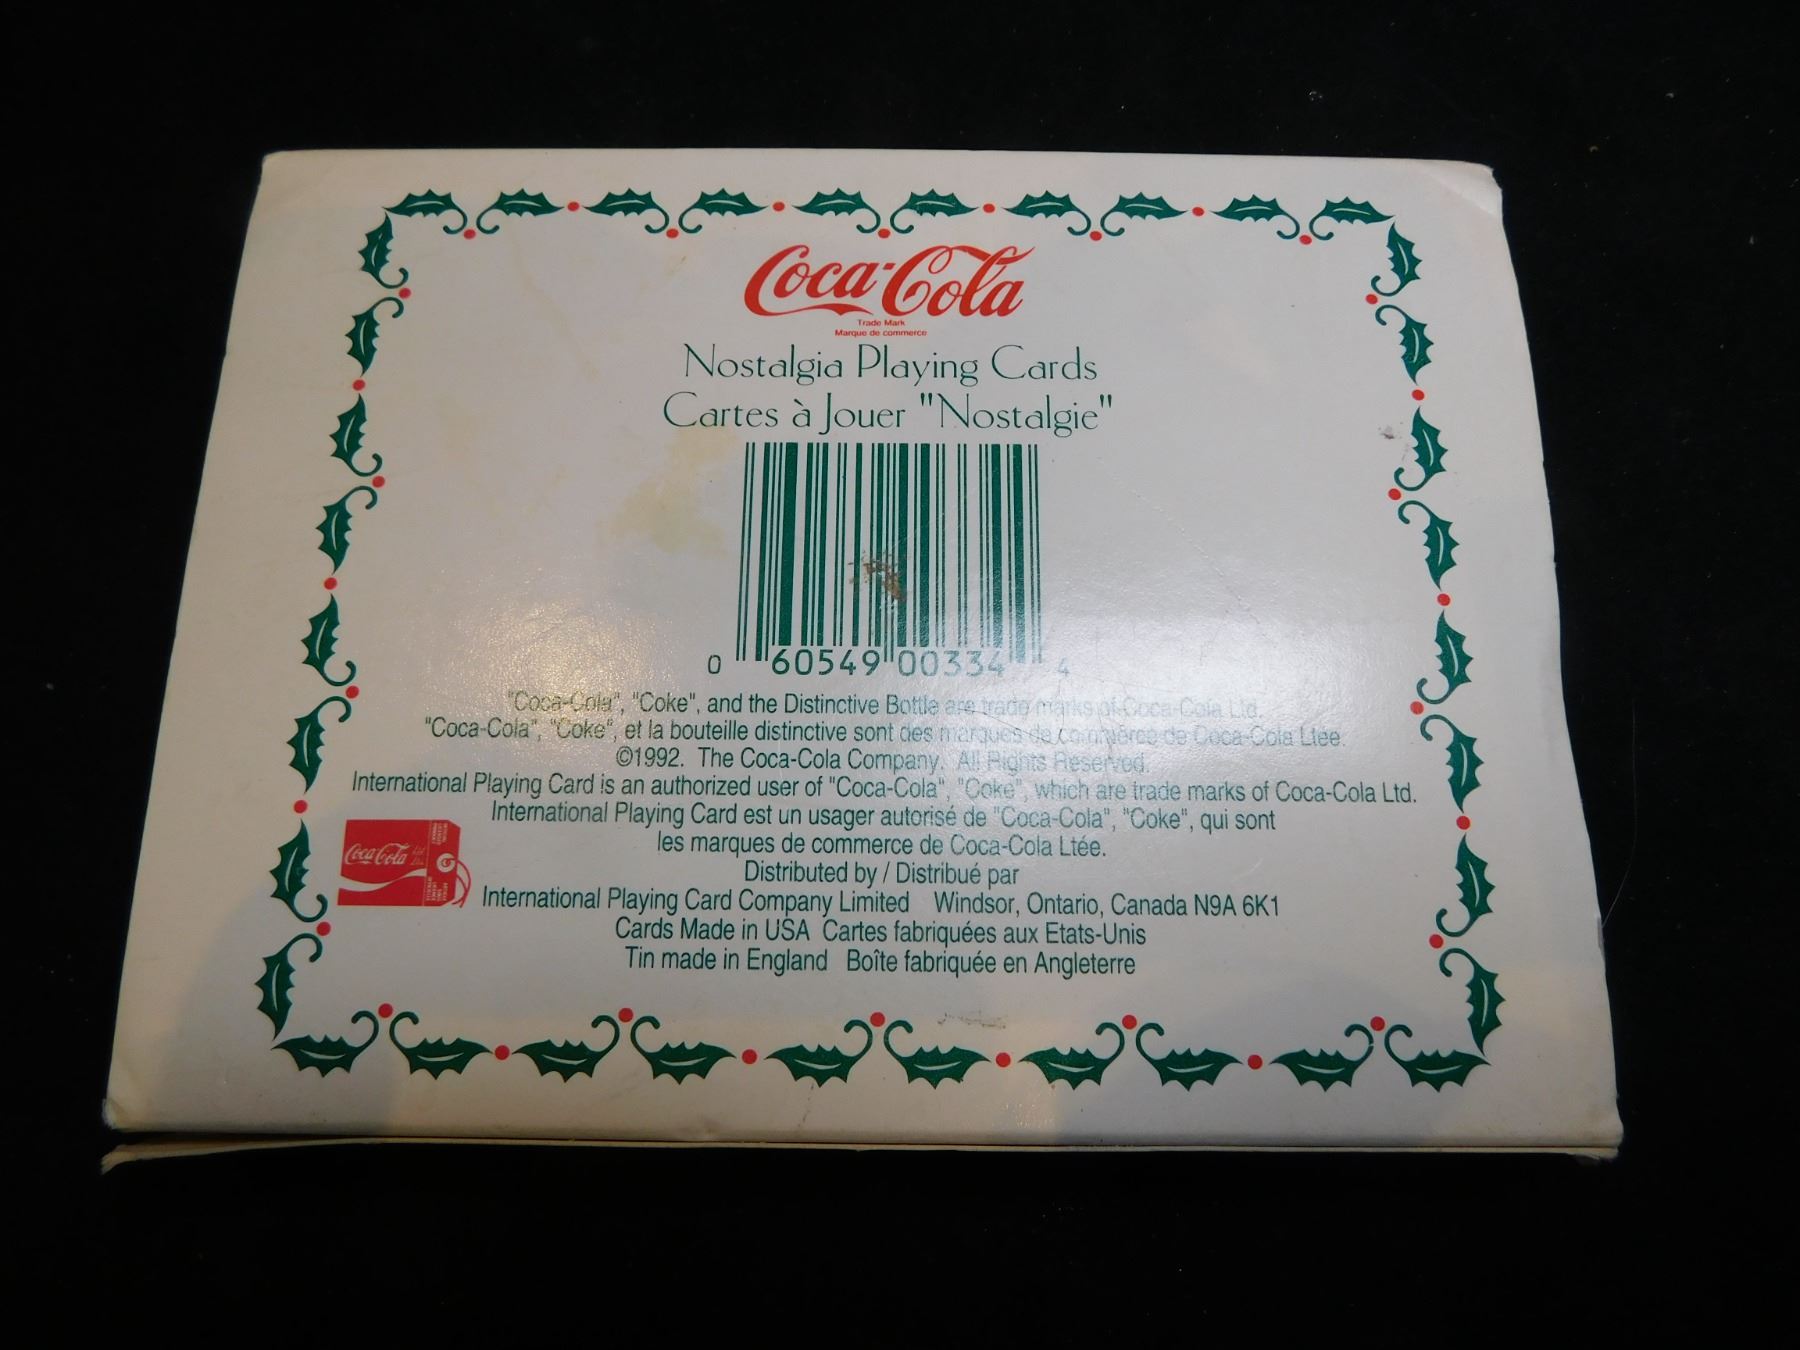 Coca-Cola
Trade Mark
Marque de commerce
Nostalgia Playing Cards
Cartes à Jouer "Nostalgie"
0 60549 00334 4
"Coca-Cola", "Coke", and the Distinctive Bottle are trade marks of Coca-Cola Ltd.
"Coca-Cola", "Coke", et la bouteille distinctive sont des marques de commerce de Coca-Cola Ltée.
©1992. The Coca-Cola Company. All Rights Reserved.
International Playing Card is an authorized user of "Coca-Cola", "Coke", which are trade marks of Coca-Cola Ltd.
International Playing Card est un usager autorisé de "Coca-Cola", "Coke", qui sont
les marques de commerce de Coca-Cola Ltée.
Coca-Cola
Distributed by / Distribué par
International Playing Card Company Limited Windsor, Ontario, Canada N9A 6K1
Cards Made in USA Cartes fabriquées aux Etats-Unis
Tin made in England Boîte fabriquée en Angleterre